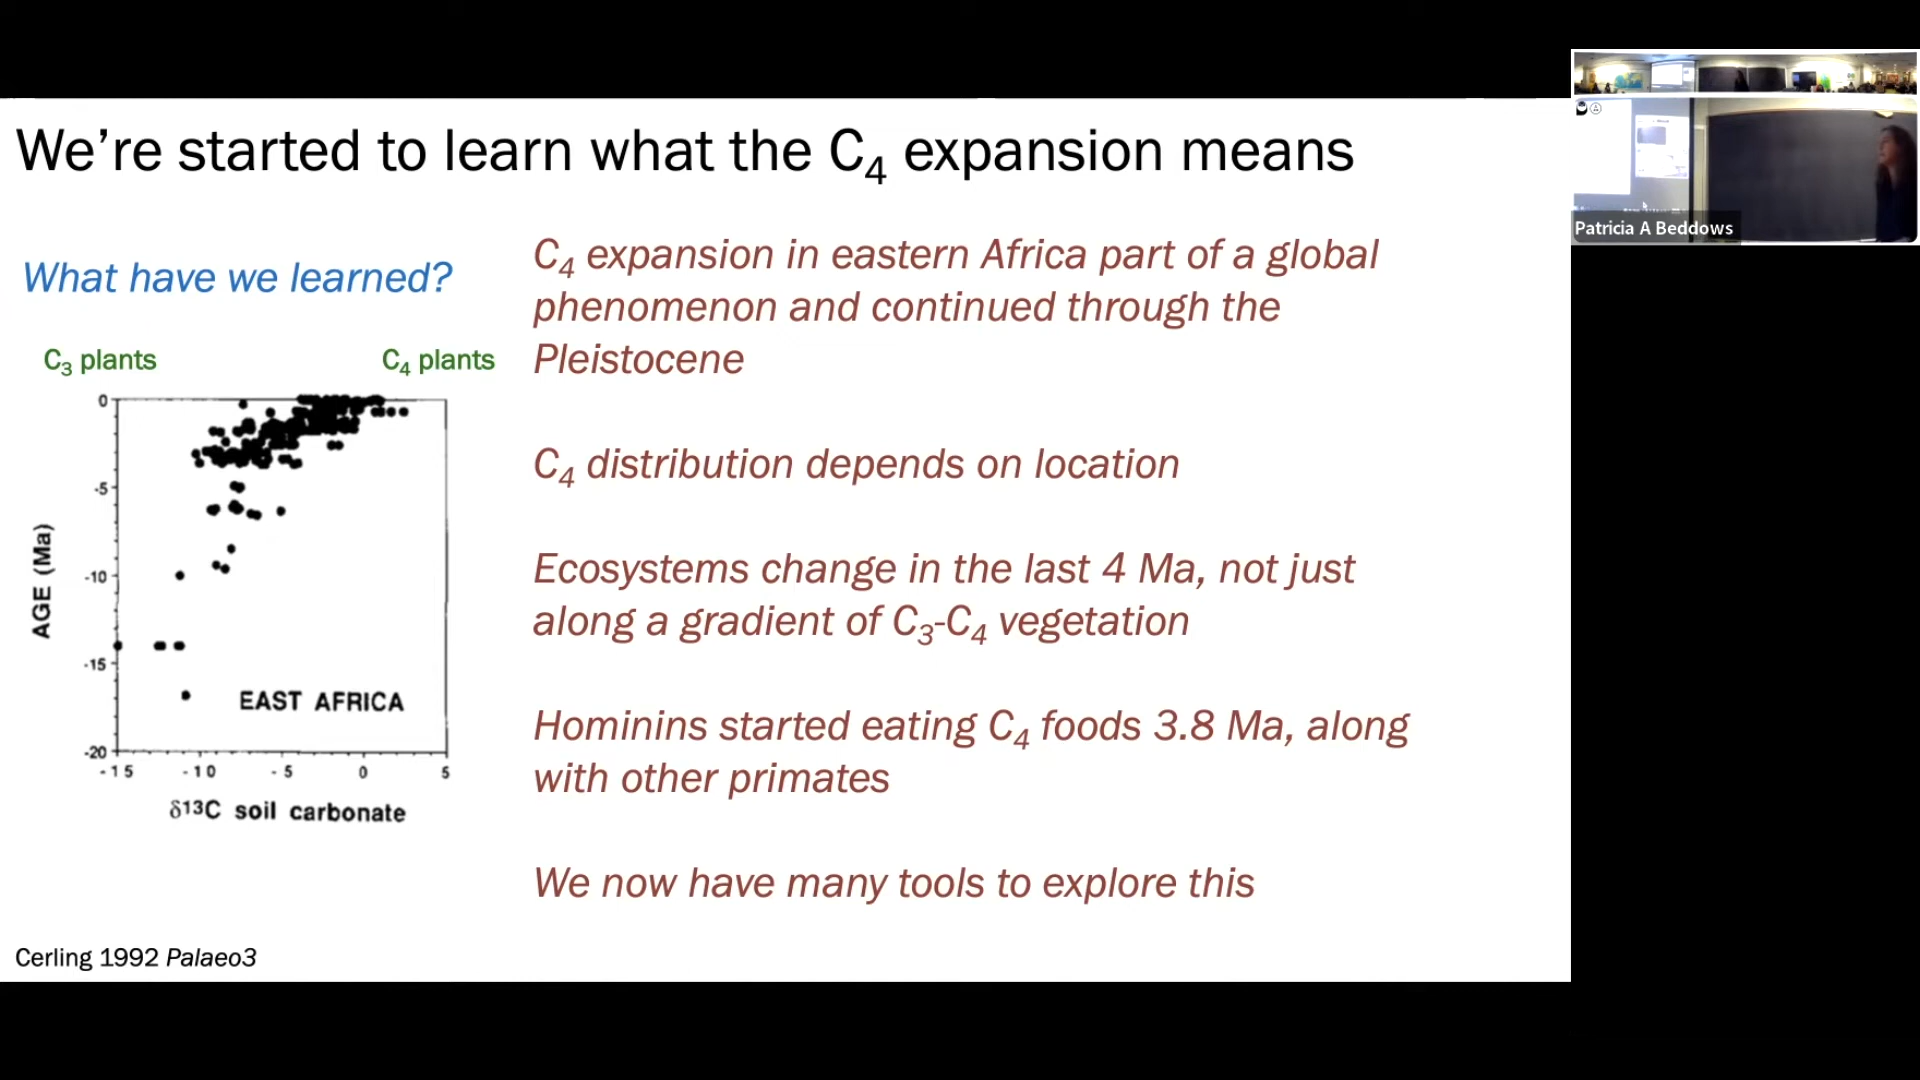 We're started to learn what the C₄ expansion means
What have we learned?
C₃ plants
C₄ plants
0
-5
-10
-15
-20
AGE (Ma)
EAST AFRICA
-15
-10
-5
0
5
δ13C soil carbonate
Cerling 1992 Palaeo3
C₄ expansion in eastern Africa part of a global
phenomenon and continued through the
Pleistocene
C₄ distribution depends on location
Ecosystems change in the last 4 Ma, not just
along a gradient of C₃-C₄ vegetation
Hominins started eating C₄ foods 3.8 Ma, along
with other primates
We now have many tools to explore this
Patricia A Beddows